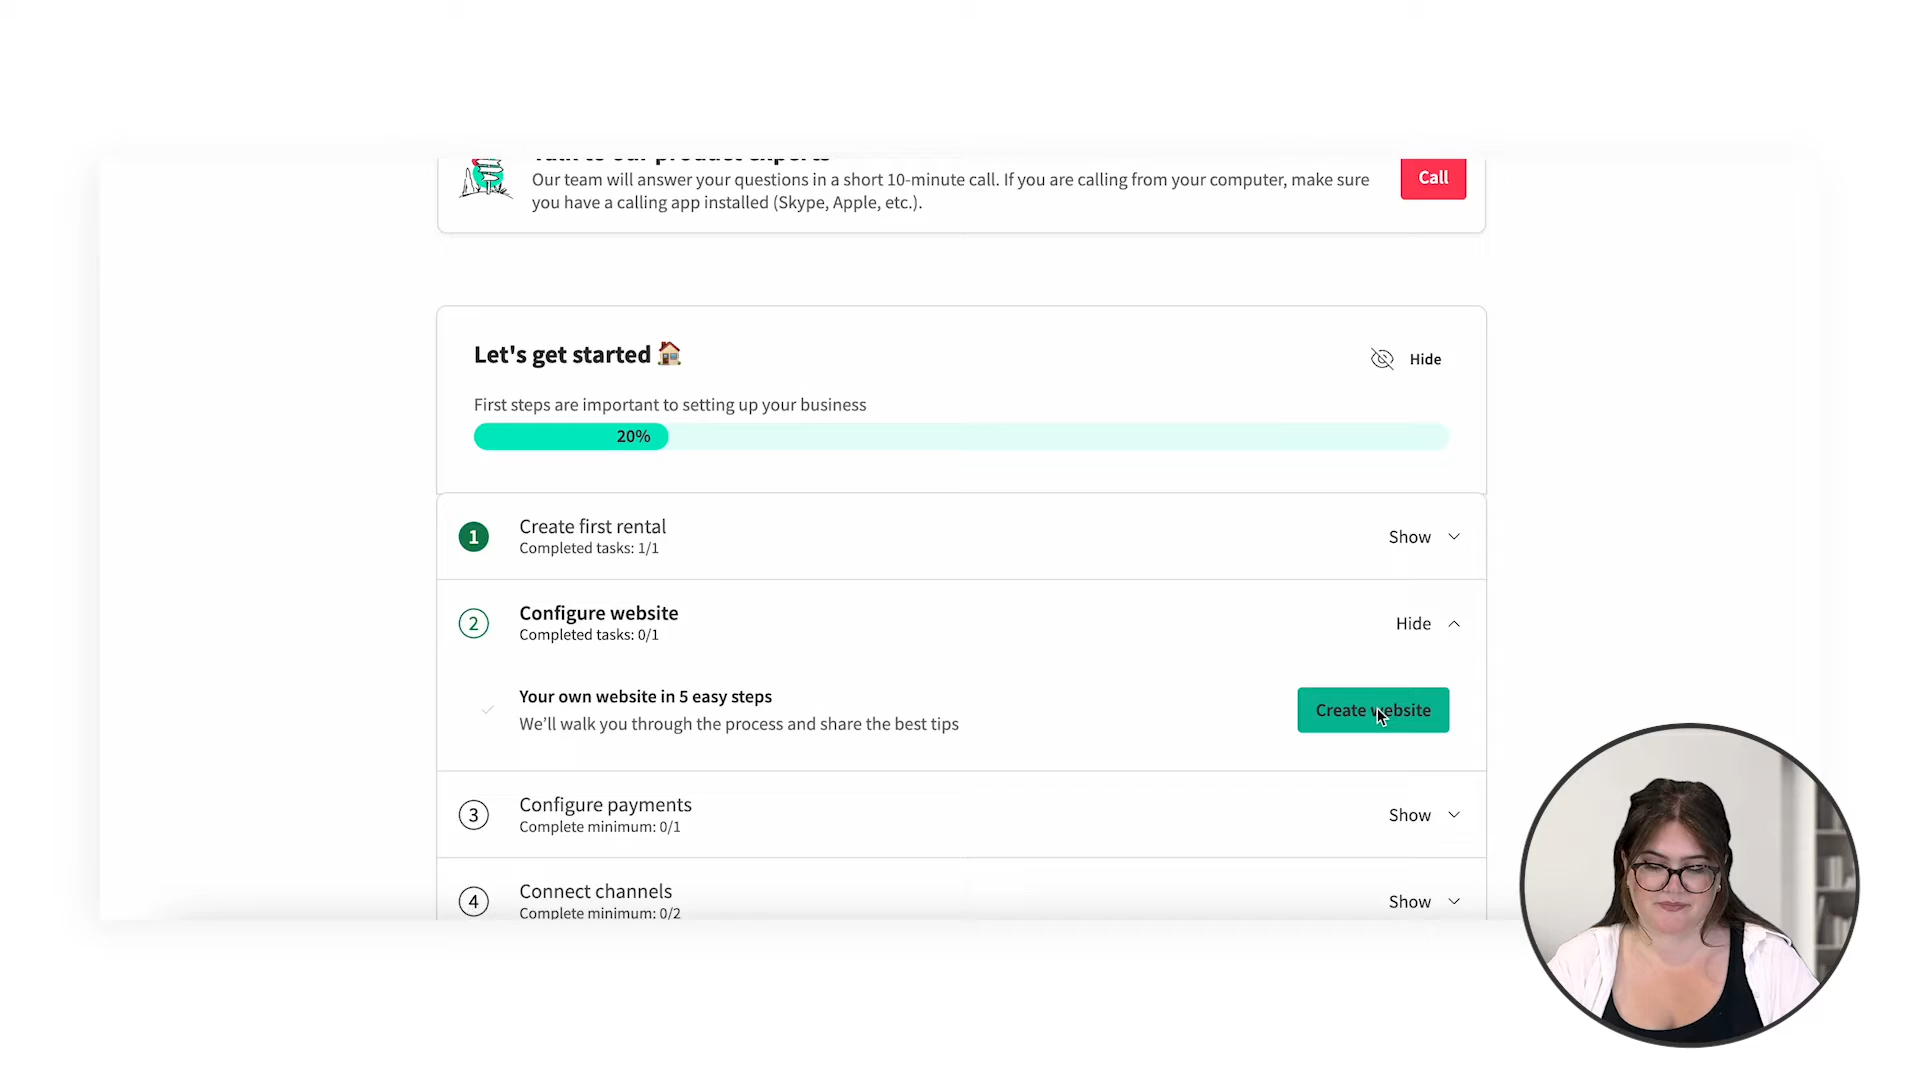 Talk to our product experts
Our team will answer your questions in a short 10-minute call. If you are calling from your computer, make sure
you have a calling app installed (Skype, Apple, etc.).
Call
Let's get started
Hide
First steps are important to setting up your business
20%
1
Create first rental
Completed tasks: 1/1
Show
2
Configure website
Completed tasks: 0/1
Hide
Your own website in 5 easy steps
We'll walk you through the process and share the best tips
Create website
3
Configure payments
Complete minimum: 0/1
Show
4
Connect channels
Complete minimum: 0/2
Show